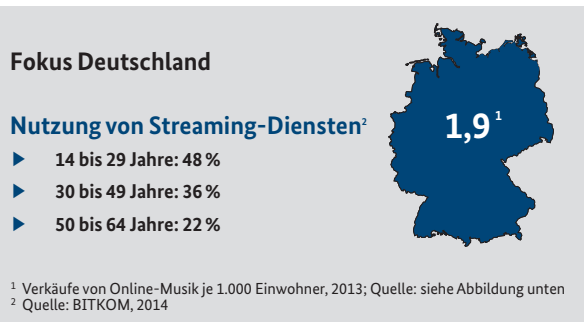 Fokus Deutschland
Nutzung von Streaming-Diensten²
14 bis 29 Jahre: 48 %
30 bis 49 Jahre: 36 %
50 bis 64 Jahre: 22 %
1,9 ¹
¹ Verkäufe von Online-Musik je 1.000 Einwohner, 2013; Quelle: siehe Abbildung unten
² Quelle: BITKOM, 2014